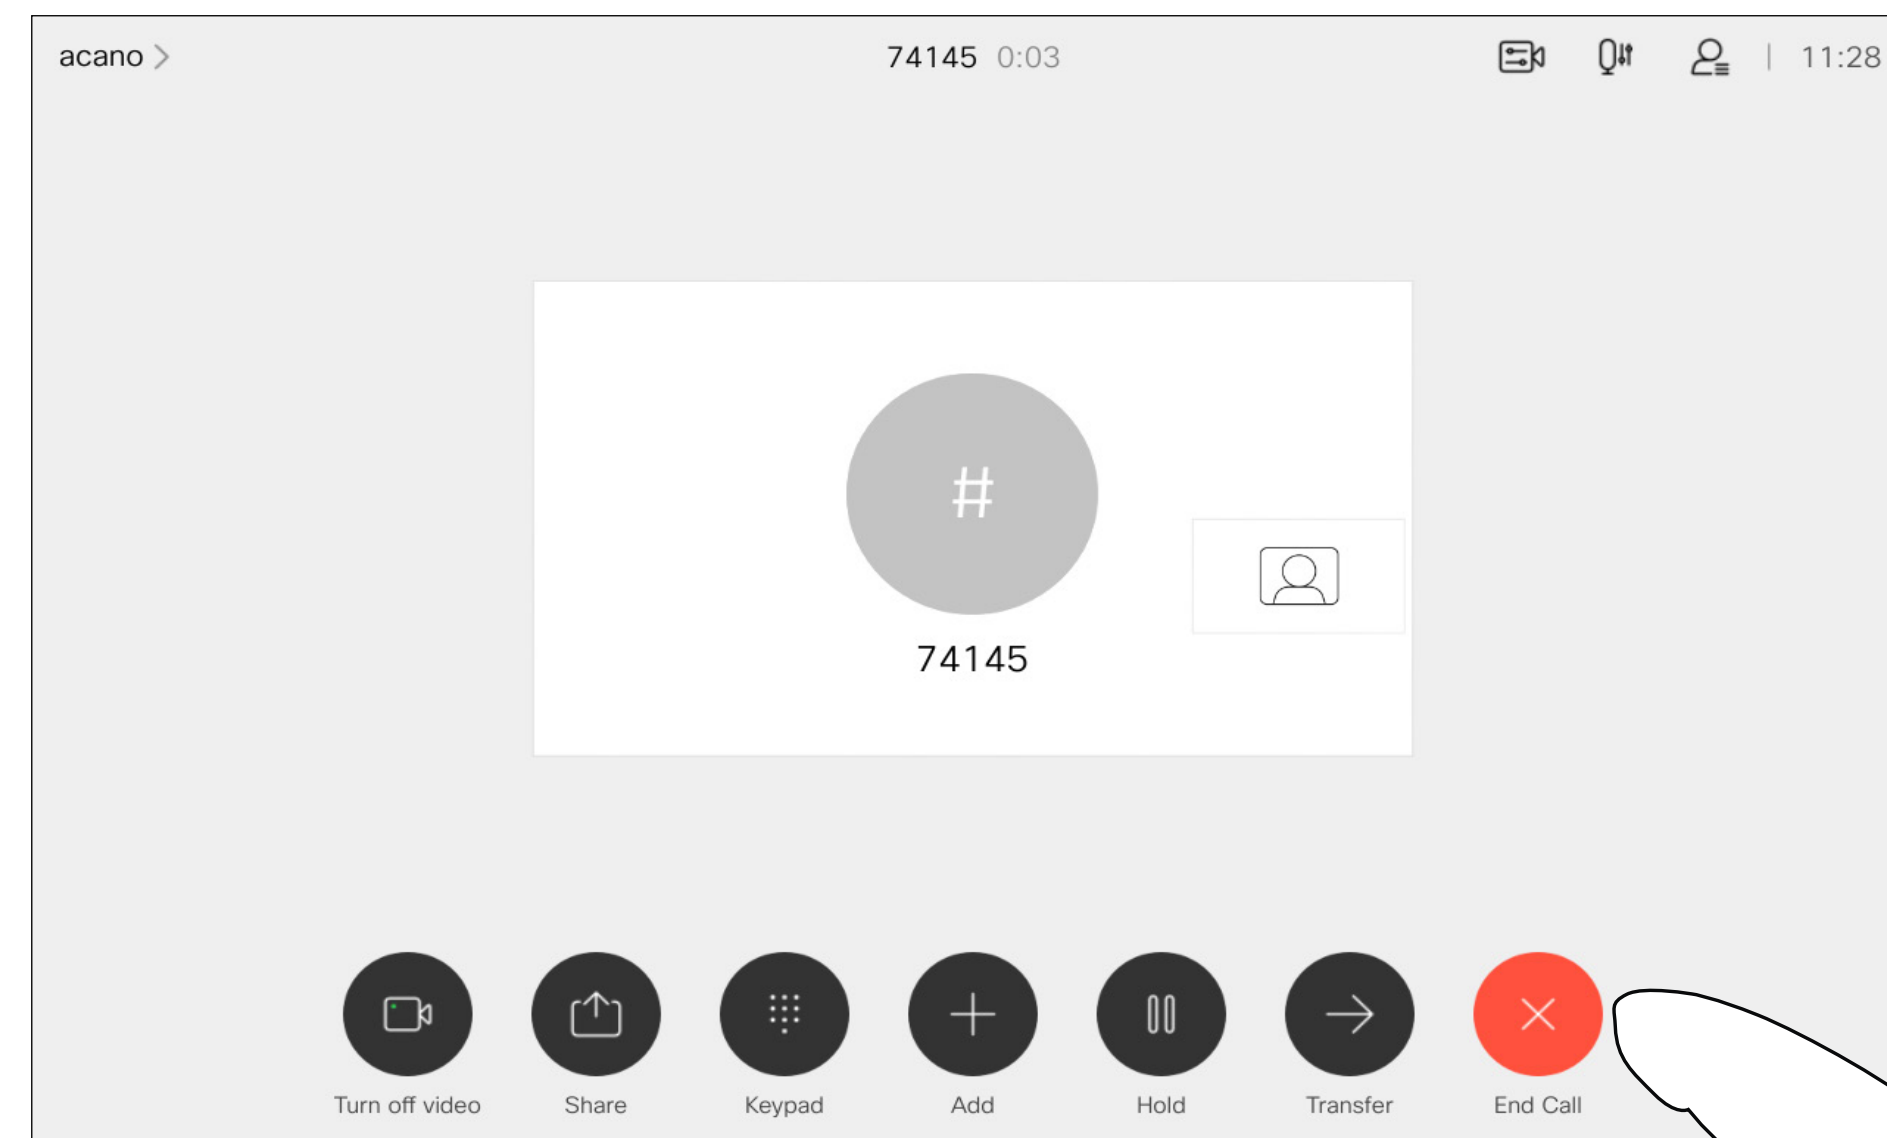 acano
74145 0:03
11:28
#
74145
Turn off video
Share
Keypad
Add
Hold
Transfer
End Call